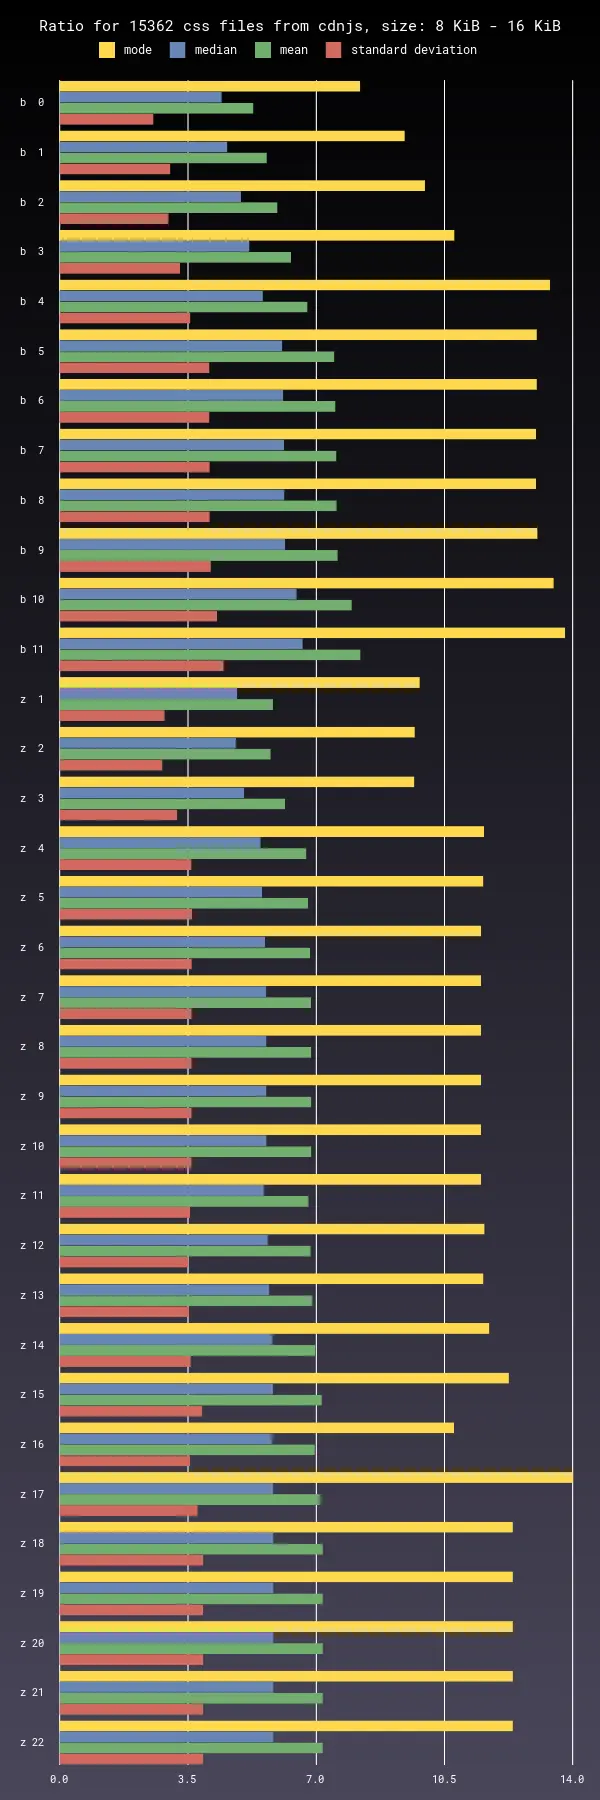 Ratio for 15362 css files from cdnjs, size: 8 KiB - 16 KiB
mode median mean standard deviation
b 0
b 1
b 2
b 3
b 4
b 5
b 6
b 7
b 8
b 9
b 10
b 11
z 1
z 2
z 3
z 4
z 5
z 6
z 7
z 8
z 9
z 10
z 11
z 12
z 13
z 14
z 15
z 16
z 17
z 18
z 19
z 20
z 21
z 22
0.0 3.5 7.0 10.5 14.0